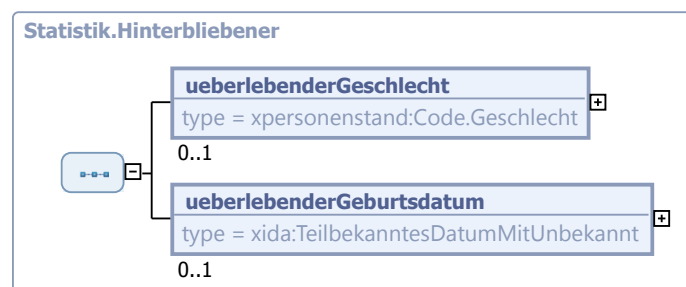 Statistik.Hinterbliebener
ueberlebenderGeschlecht
type = xpersonenstand:Code.Geschlecht
0..1
ueberlebenderGeburtsdatum
type = xida:TeilbekanntesDatumMitUnbekannt
0..1